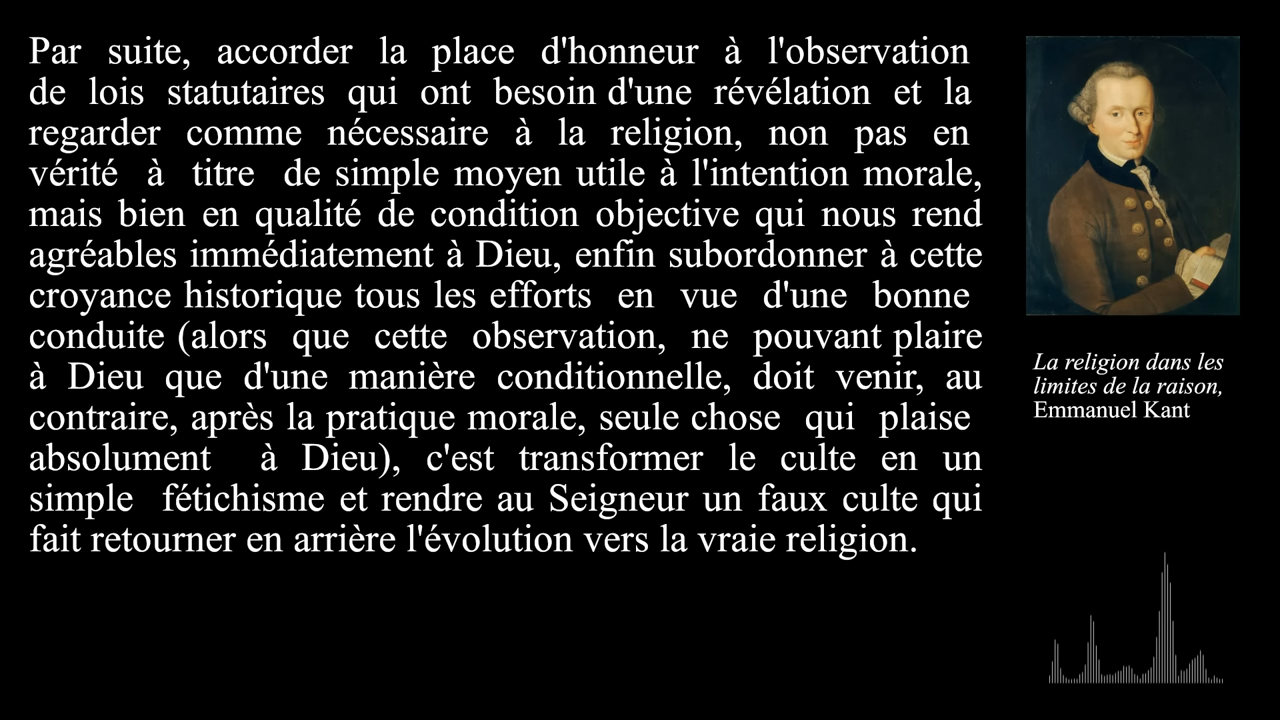 Par suite, accorder la place d'honneur à l'observation
de lois statutaires qui ont besoin d'une révélation et la
regarder comme nécessaire à la religion, non pas en
vérité à titre de simple moyen utile à l'intention morale,
mais bien en qualité de condition objective qui nous rend
agréables immédiatement à Dieu, enfin subordonner à cette
croyance historique tous les efforts en vue d'une bonne
conduite (alors que cette observation, ne pouvant plaire
à Dieu que d'une manière conditionnelle, doit venir, au
contraire, après la pratique morale, seule chose qui plaise
absolument à Dieu), c'est transformer le culte en un
simple fétichisme et rendre au Seigneur un faux culte qui
fait retourner en arrière l'évolution vers la vraie religion.
La religion dans les
limites de la raison,
Emmanuel Kant